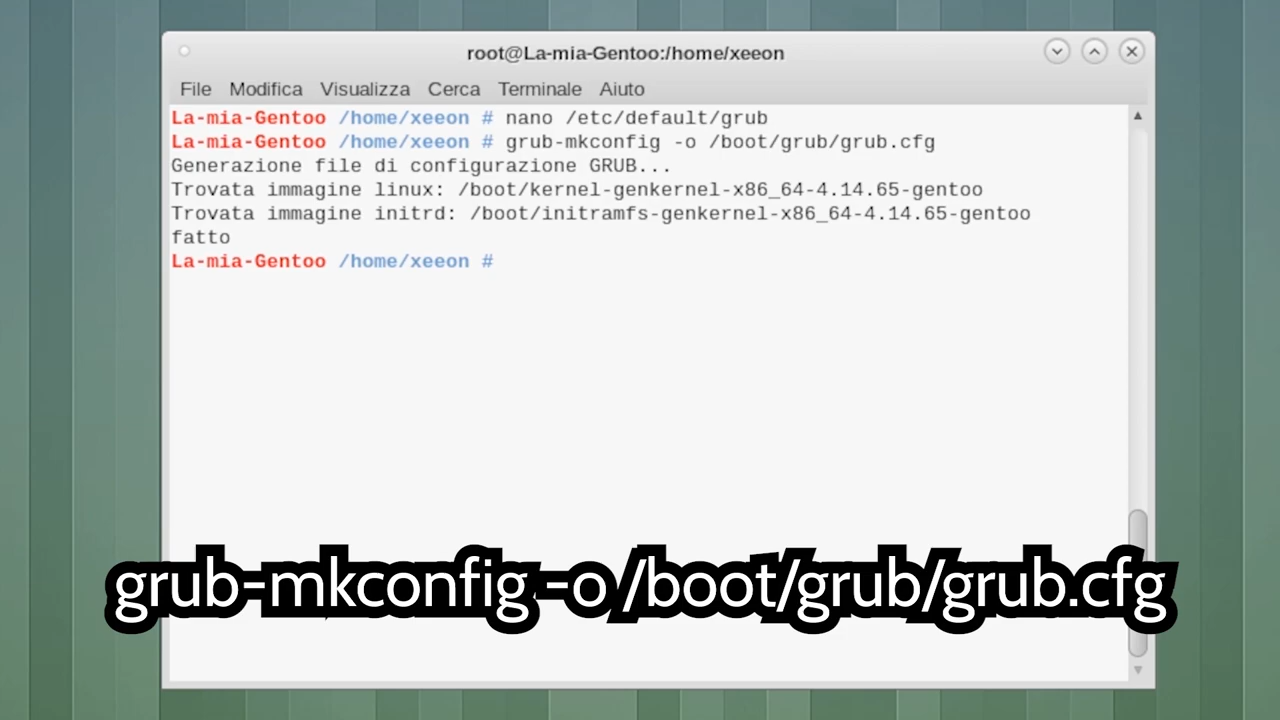 root@La-mia-Gentoo:/home/xeeon
File Modifica Visualizza Cerca Terminale Aiuto
La-mia-Gentoo /home/xeeon # nano /etc/default/grub
La-mia-Gentoo /home/xeeon # grub-mkconfig -o /boot/grub/grub.cfg
Generazione file di configurazione GRUB...
Trovata immagine linux: /boot/kernel-genkernel-x86_64-4.14.65-gentoo
Trovata immagine initrd: /boot/initramfs-genkernel-x86_64-4.14.65-gentoo
fatto
La-mia-Gentoo /home/xeeon #
grub-mkconfig -o /boot/grub/grub.cfg